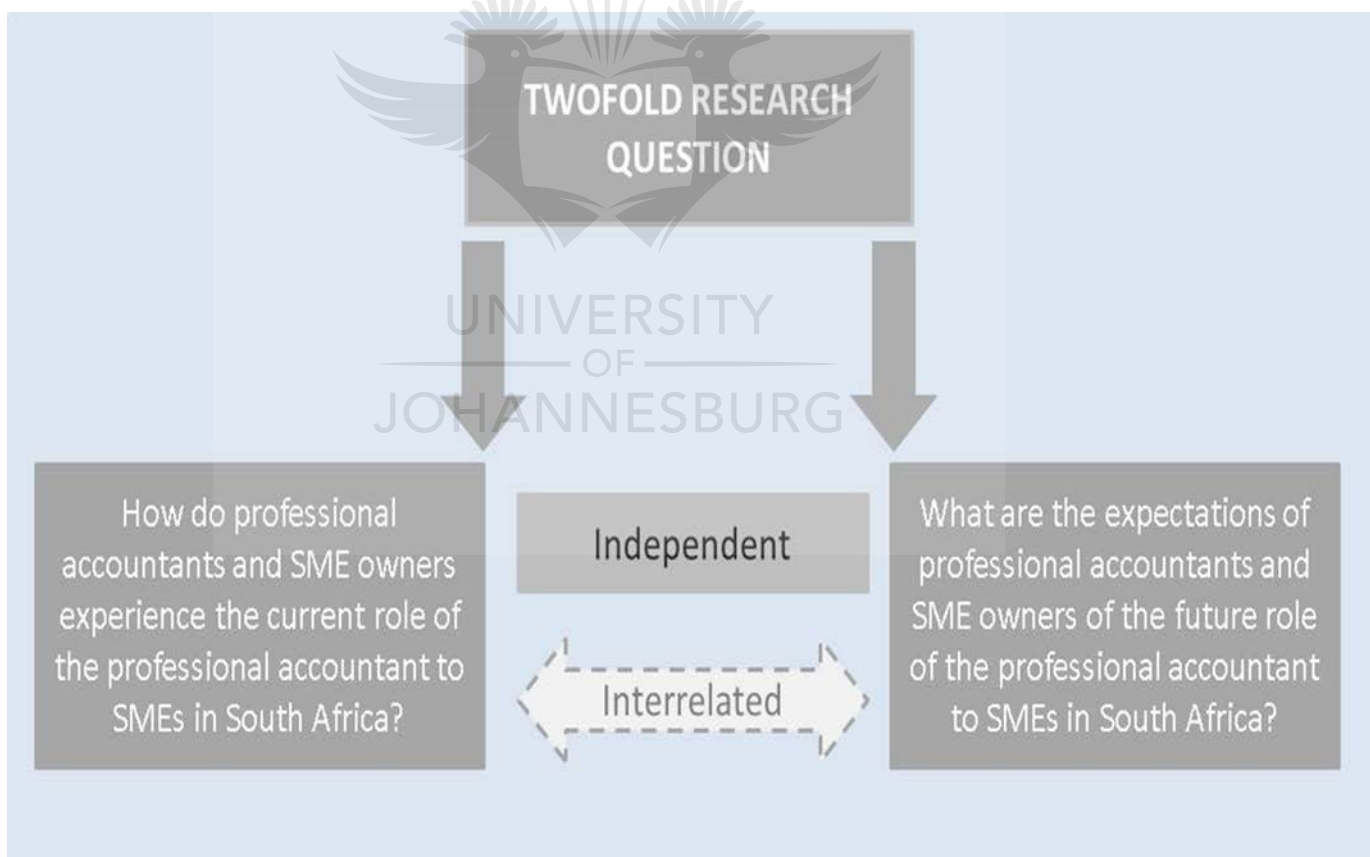 TWOFOLD RESEARCH
QUESTION
UNIVERSITY
OF
JOHANNESBURG
How do professional
accountants and SME owners
experience the current role of
the professional accountant to
SMEs in South Africa?
Independent
Interrelated
What are the expectations of
professional accountants and
SME owners of the future role
of the professional accountant
to SMEs in South Africa?